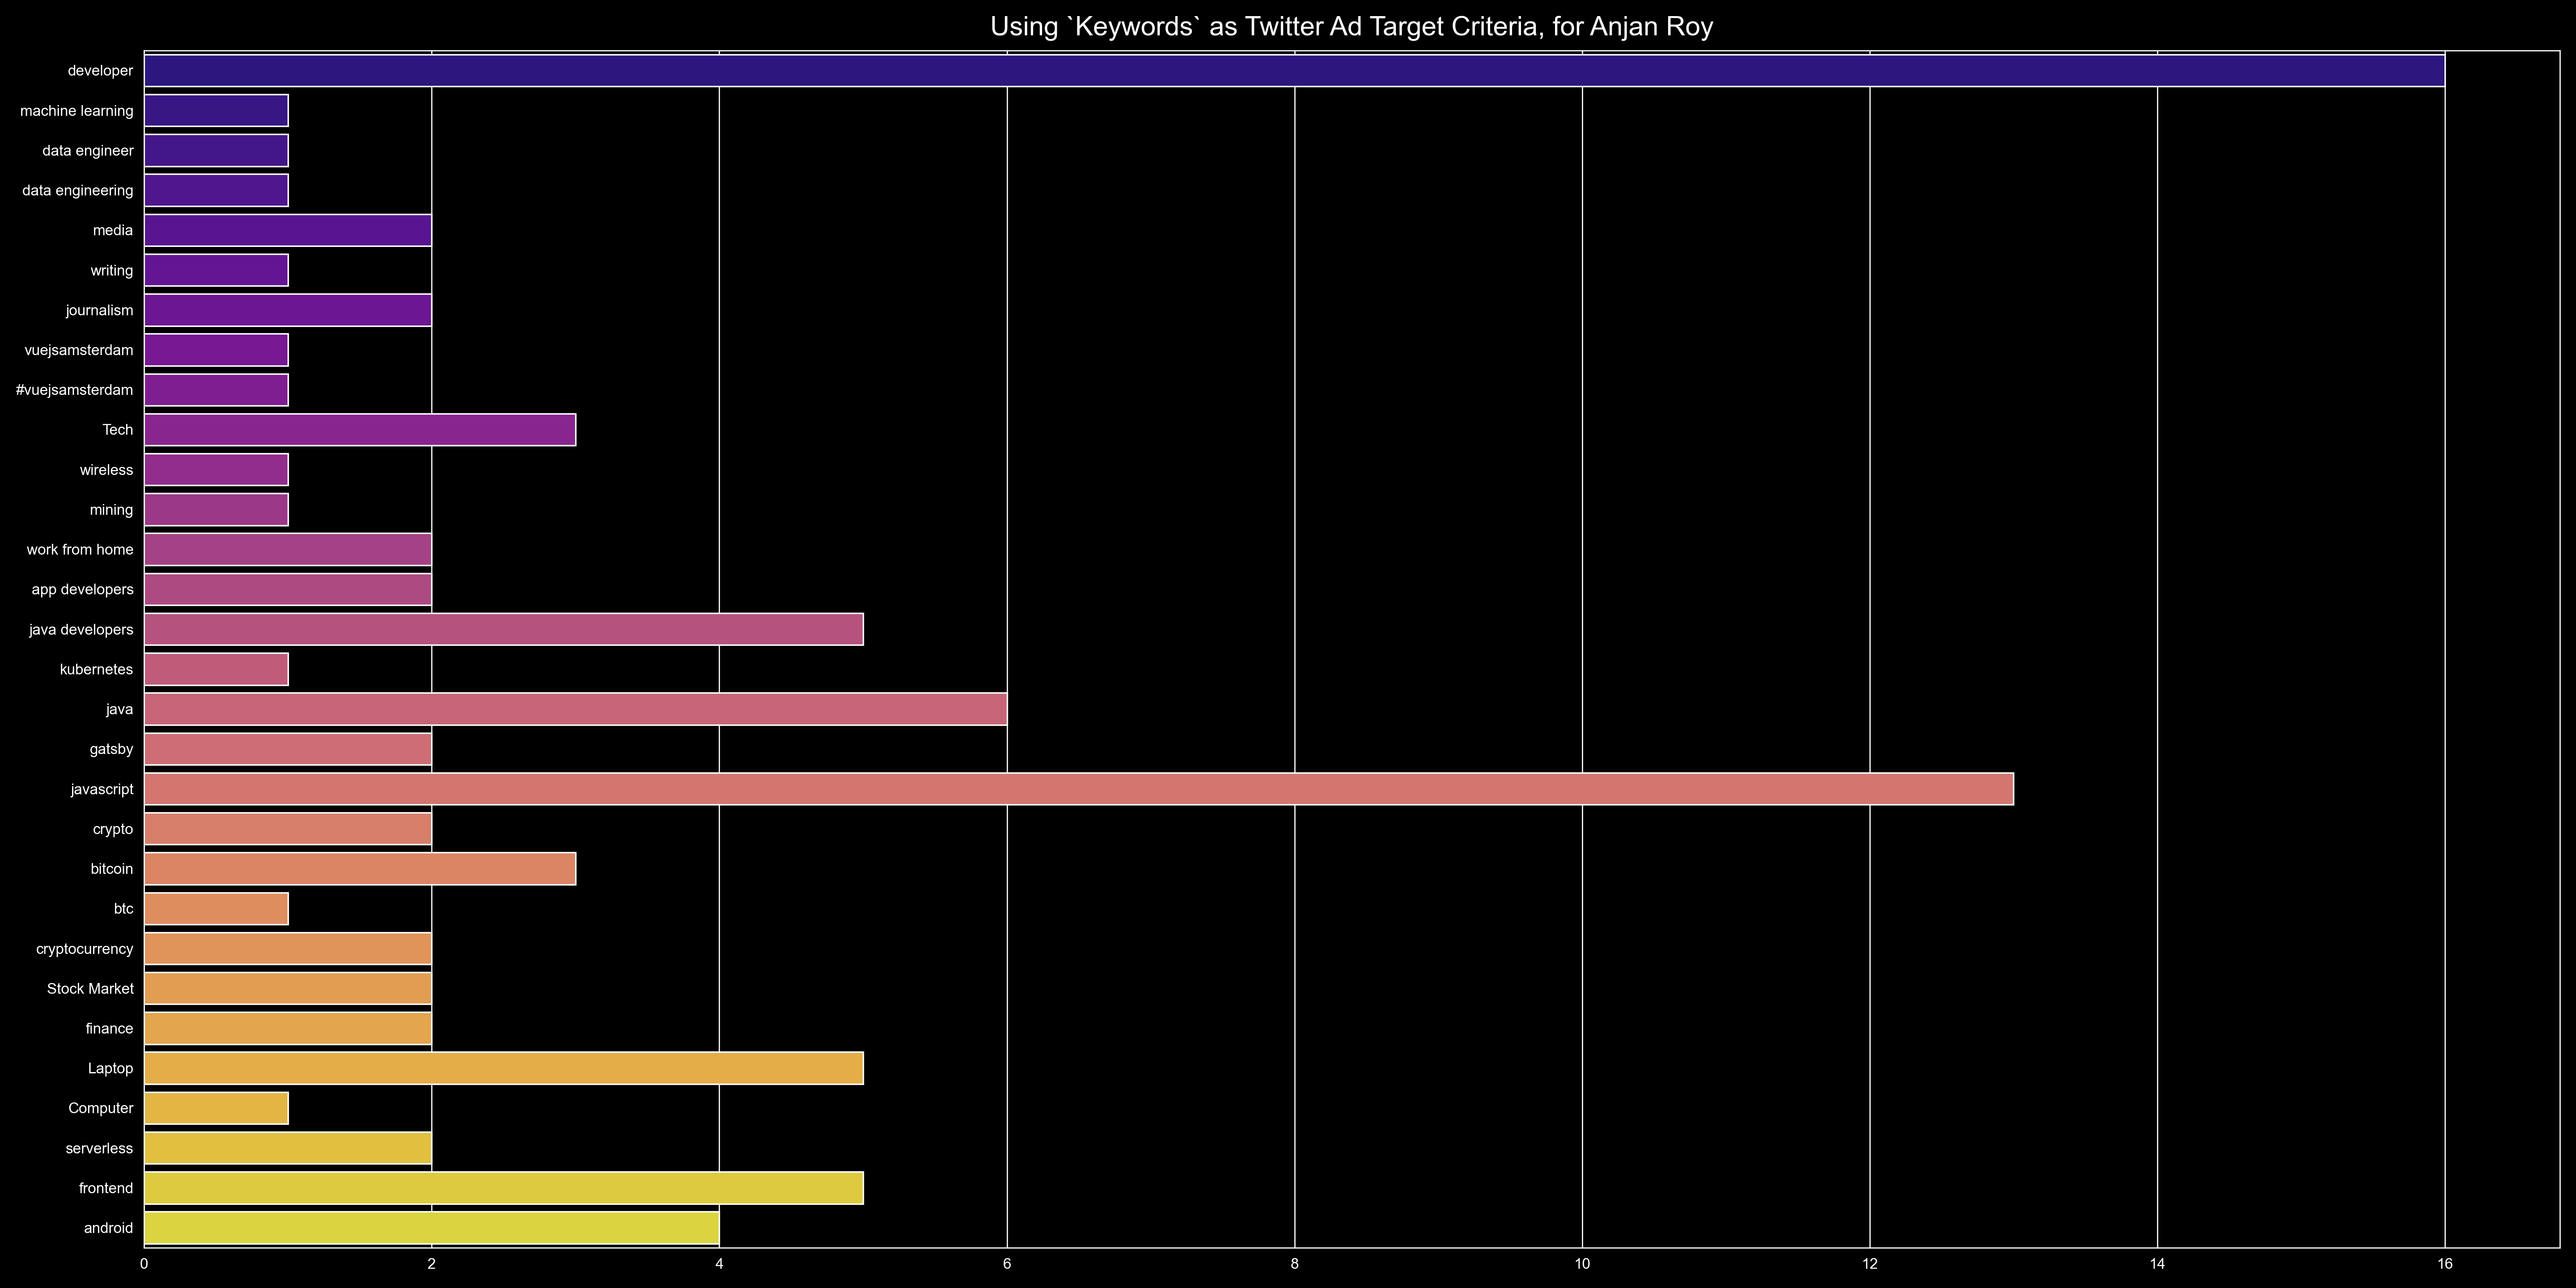 Using `Keywords` as Twitter Ad Target Criteria, for Anjan Roy
developer
machine learning
data engineer
data engineering
media
writing
journalism
vuejsamsterdam
#vuejsamsterdam
Tech
wireless
mining
work from home
app developers
java developers
kubernetes
java
gatsby
javascript
crypto
bitcoin
btc
cryptocurrency
Stock Market
finance
Laptop
Computer
serverless
frontend
android
0 2 4 6 8 10 12 14 16